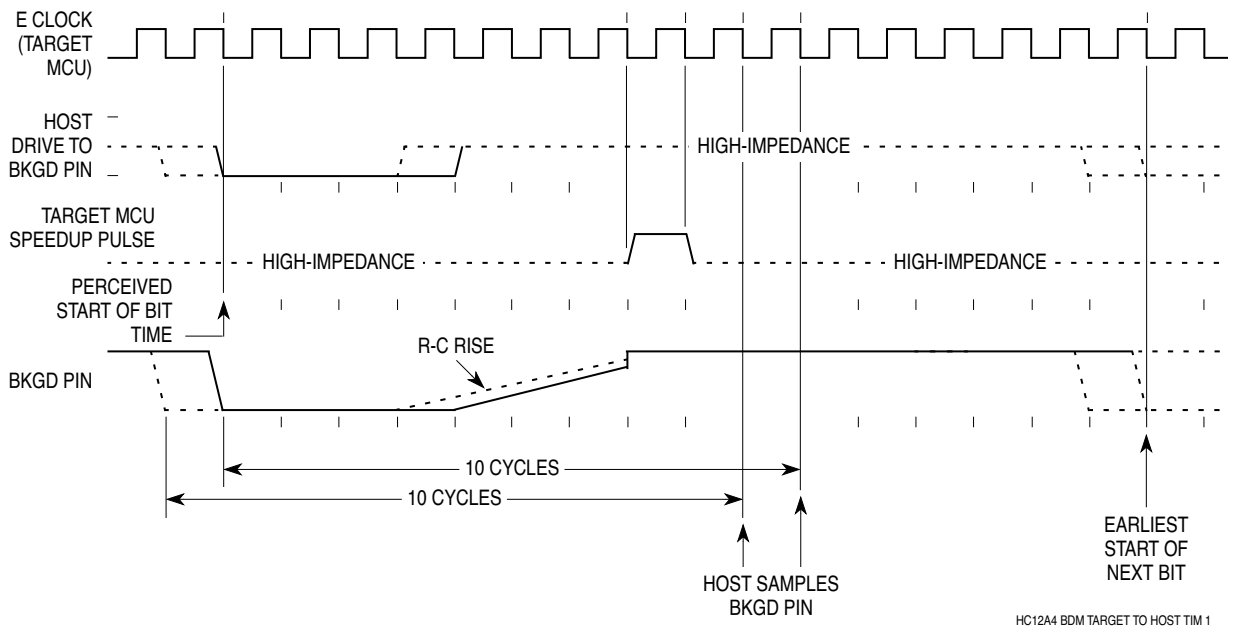 E CLOCK
(TARGET
MCU)
HOST
DRIVE TO
BKGD PIN
HIGH-IMPEDANCE
TARGET MCU
SPEEDUP PULSE
HIGH-IMPEDANCE
HIGH-IMPEDANCE
PERCEIVED
START OF BIT
TIME
R-C RISE
BKGD PIN
10 CYCLES
10 CYCLES
EARLIEST
START OF
NEXT BIT
HOST SAMPLES
BKGD PIN
HC12A4 BDM TARGET TO HOST TIM 1